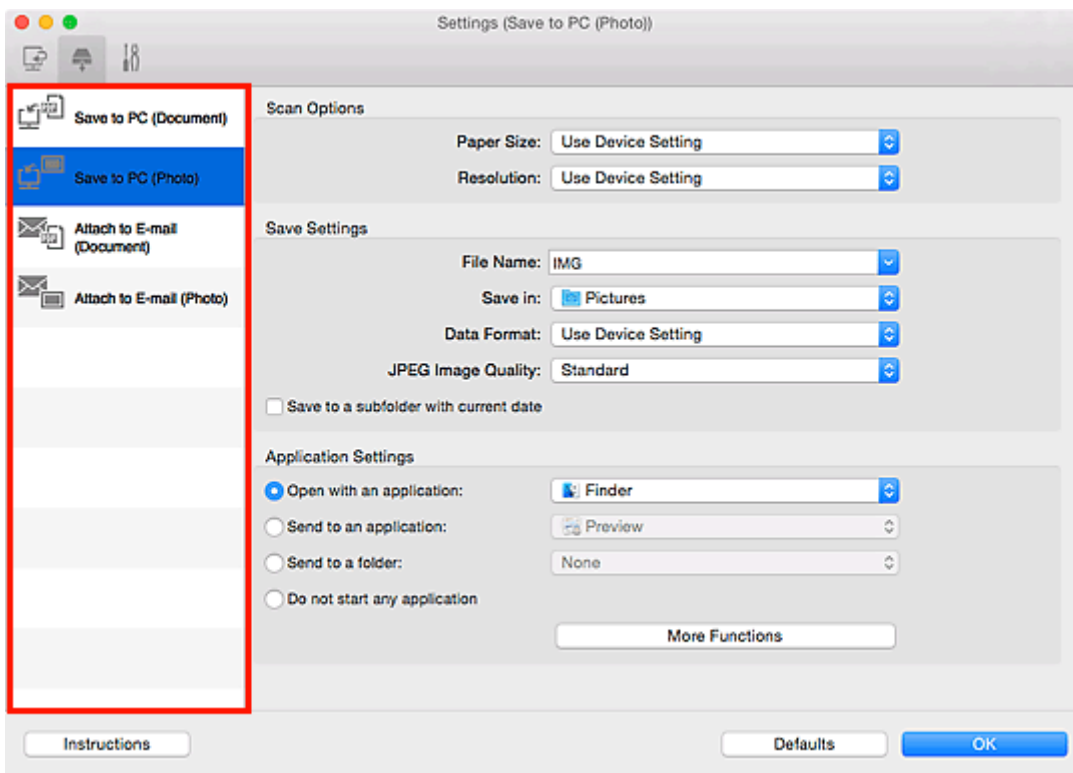 Settings (Save to PC (Photo))
Save to PC (Document)
Save to PC (Photo)
Attach to E-mail
(Document)
Attach to E-mail (Photo)
Scan Options
Paper Size: Use Device Setting
Resolution: Use Device Setting
Save Settings
File Name: IMG
Save in: Pictures
Data Format: Use Device Setting
JPEG Image Quality: Standard
Save to a subfolder with current date
Application Settings
Open with an application: Finder
Send to an application: Preview
Send to a folder: None
Do not start any application
More Functions
Instructions Defaults OK